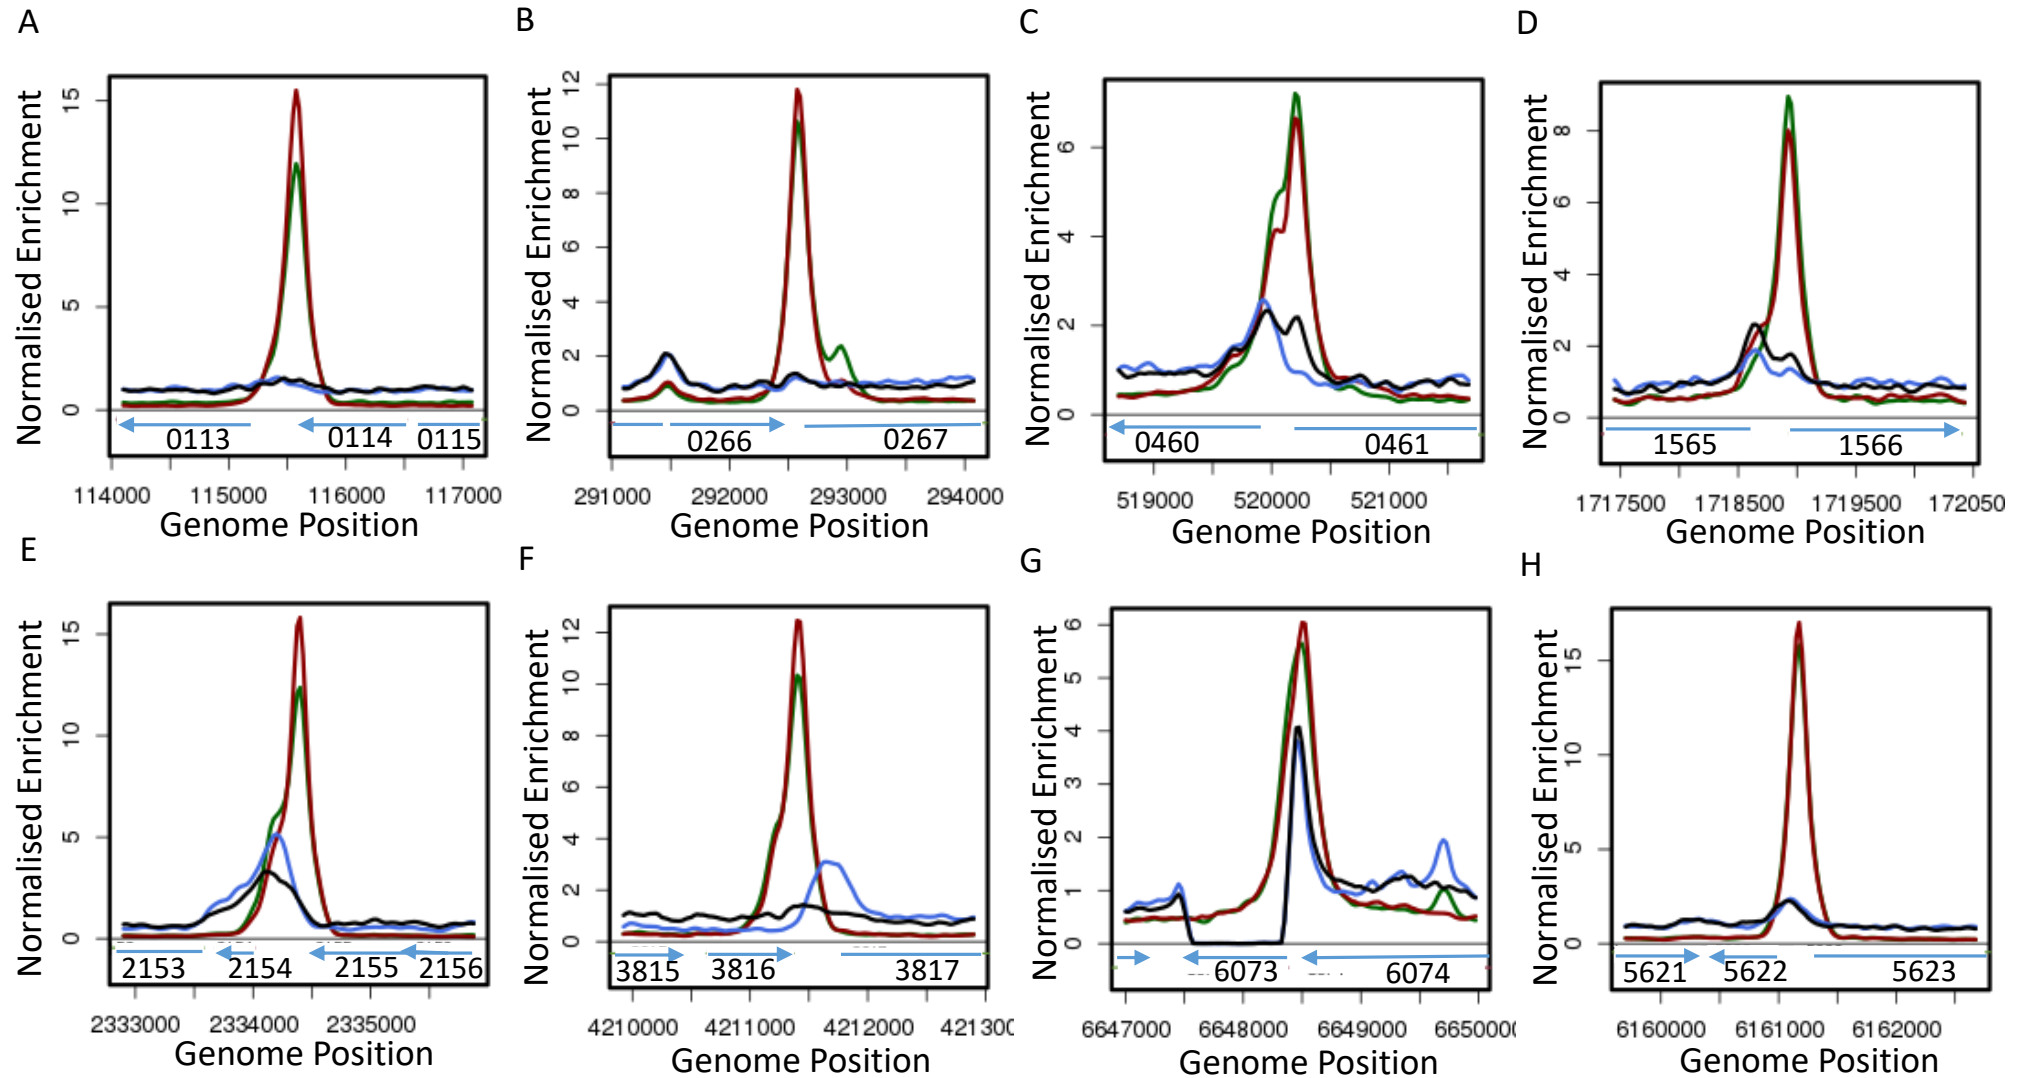 A
Normalised Enrichment
0 5 10 15
0113 0114 0115
114000 115000 116000 117000
Genome Position
B
Normalised Enrichment
0 2 4 6 8 10 12
0266 0267
291000 292000 293000 294000
Genome Position
C
Normalised Enrichment
0 2 4 6
0460 0461
519000 520000 521000
Genome Position
D
Normalised Enrichment
0 2 4 6 8
1565 1566
1717500 1718500 1719500 172050
Genome Position
E
Normalised Enrichment
0 5 10 15
2153 2154 2155 2156
2333000 2334000 2335000
Genome Position
F
Normalised Enrichment
0 2 4 6 8 10 12
3815 3816 3817
4210000 4211000 4212000 421300
Genome Position
G
Normalised Enrichment
0 1 2 3 4 5 6
6073 6074
6647000 6648000 6649000 665000
Genome Position
H
Normalised Enrichment
0 5 10 15
5621 5622 5623
6160000 6161000 6162000
Genome Position